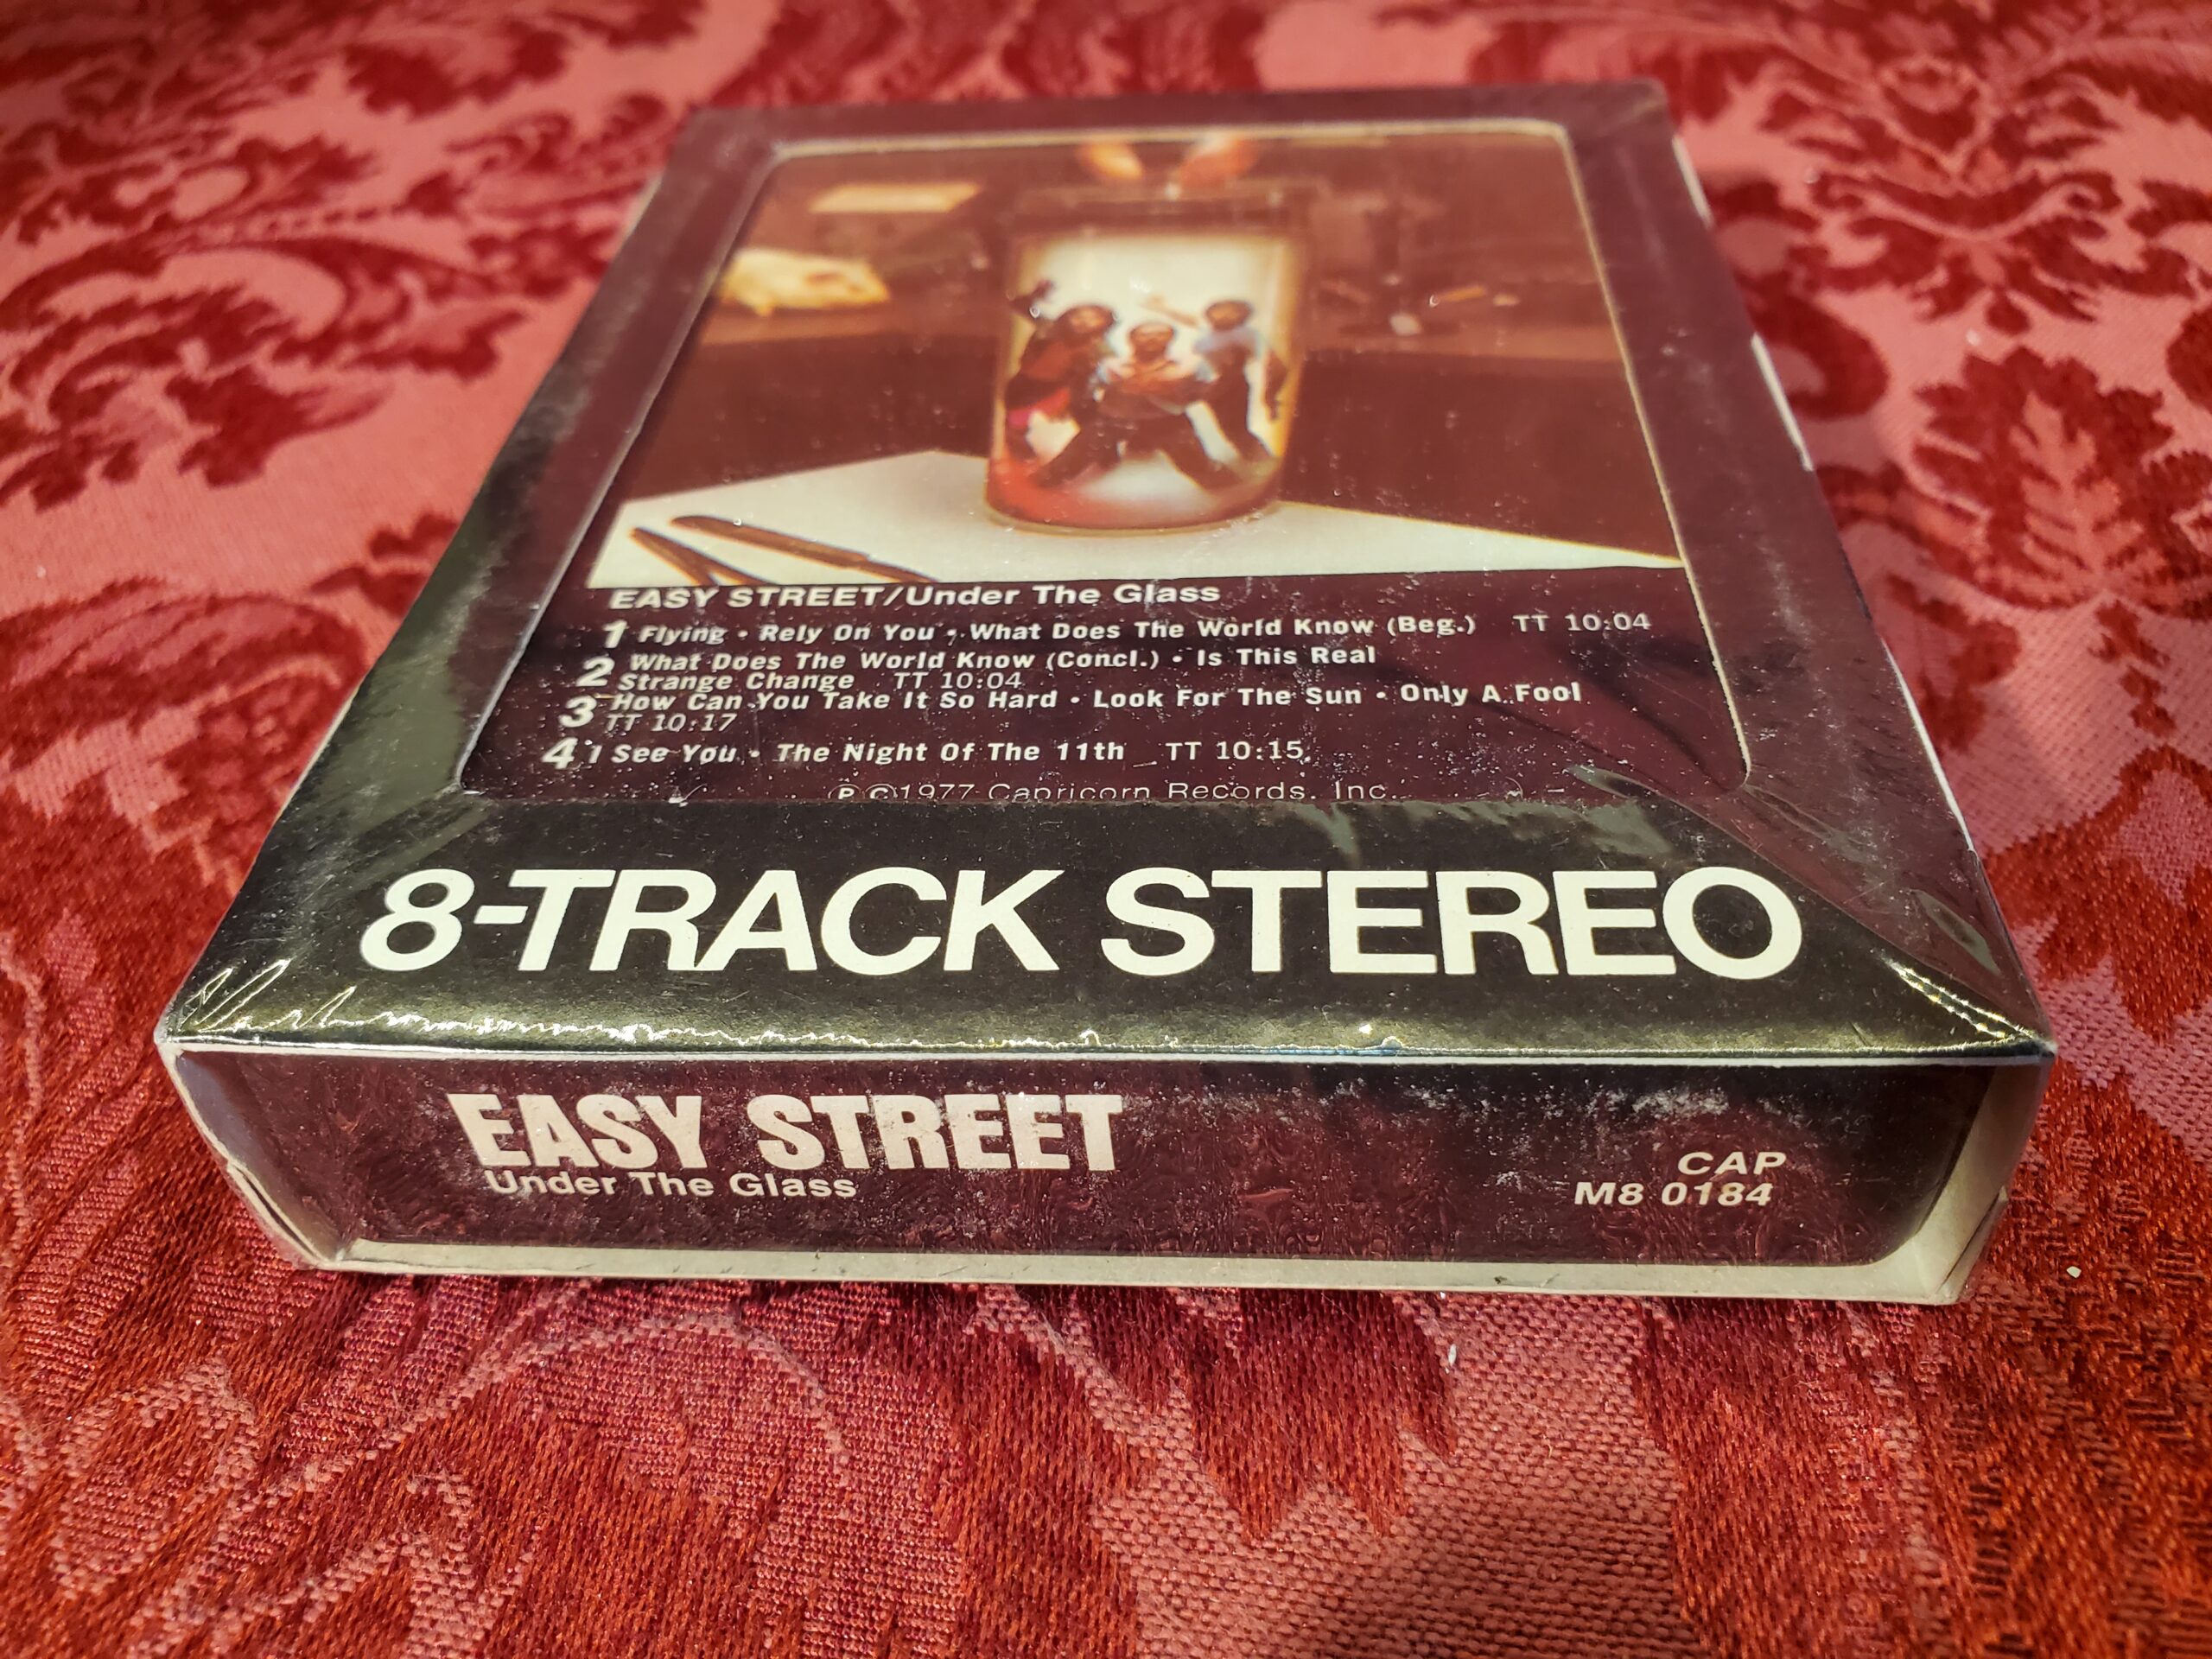 EASY STREET/Under The Glass
1 Flying • Rely On You • What Does The World Know (Beg.) TT 10:04
2 What Does The World Know (Concl.) • Is This Real
Strange Change TT 10:04
3 How Can You Take It So Hard • Look For The Sun • Only A Fool
TT 10:17
4 I See You • The Night Of The 11th TT 10:15
℗ ©1977 Capricorn Records, Inc.
8-TRACK STEREO
EASY STREET
Under The Glass
CAP
M8 0184